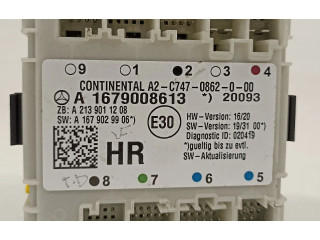 9 1 2 3 4
CONTINENTAL A2-C747-0862-0-00
A 1679008613 *) 20093
ZB: A 213 901 12 08
SW: A 167 902 99 06*)
E30
HW-Version: 16/20
SW-Version: 19/31 00*)
Diagnostic ID: 020419
*)gueltig bis zu evtl.
SW-Aktualisierung
HR
8 7 6 5